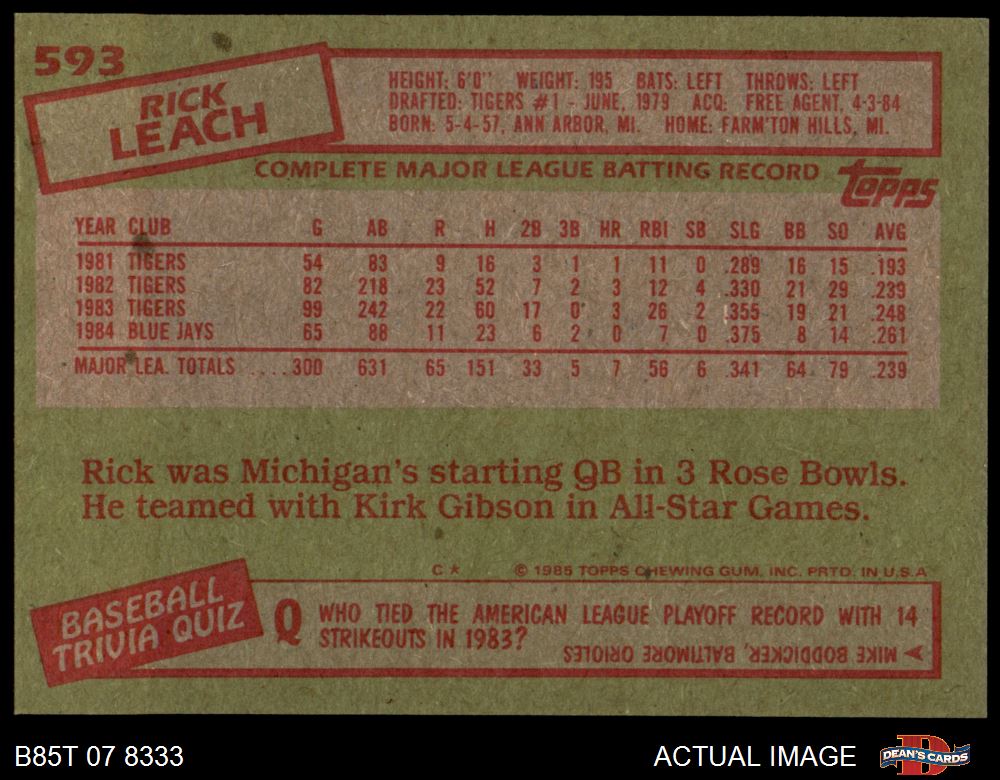 593
RICK
LEACH
HEIGHT: 6'0" WEIGHT: 195 BATS: LEFT THROWS: LEFT
DRAFTED: TIGERS #1 - JUNE, 1979 ACQ: FREE AGENT, 4-3-84
BORN: 5-4-57, ANN ARBOR, MI. HOME: FARM'TON HILLS, MI.
COMPLETE MAJOR LEAGUE BATTING RECORD
topps
YEAR CLUB G AB R H 2B 3B HR RBI SB SLG BB SO AVG
1981 TIGERS 54 83 9 16 3 1 1 11 0 .289 16 15 .193
1982 TIGERS 82 218 23 52 7 2 3 12 4 .330 21 29 .239
1983 TIGERS 99 242 22 60 17 0 3 26 2 .355 19 21 .248
1984 BLUE JAYS 65 88 11 23 6 2 0 7 0 .375 8 14 .261
MAJOR LEA. TOTALS ....300 631 65 151 33 5 7 56 6 .341 64 79 .239
Rick was Michigan's starting QB in 3 Rose Bowls.
He teamed with Kirk Gibson in All-Star Games.
C* © 1985 TOPPS CHEWING GUM, INC. PRTD. IN U.S.A
BASEBALL
TRIVIA QUIZ
Q WHO TIED THE AMERICAN LEAGUE PLAYOFF RECORD WITH 14
STRIKEOUTS IN 1983?
A MIKE BODDICKER, BALTIMORE ORIOLES
B85T 07 8333
ACTUAL IMAGE
D
DEAN'S CARDS